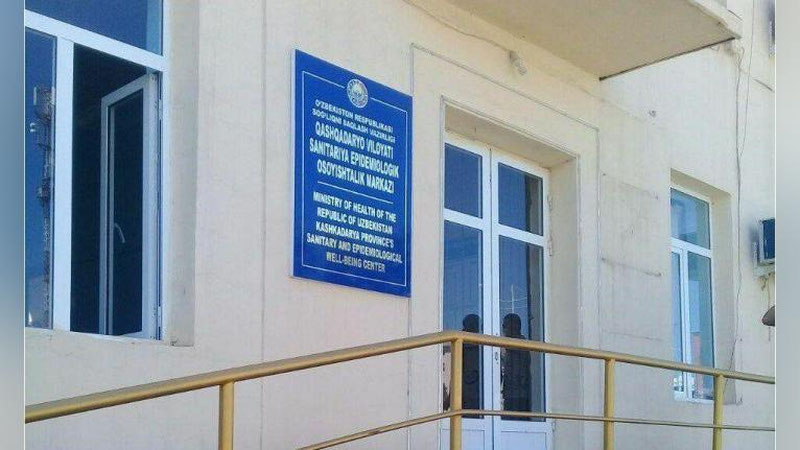 O'ZBEKISTON RESPUBLIKASI
SOG'LIQNI SAQLASH VAZIRLIGI
QASHQADARYO VILOYATI
SANITARIYA EPIDEMIOLOGIK
OSOYISHTALIK MARKAZI
MINISTRY OF HEALTH OF THE
REPUBLIC OF UZBEKISTAN
KASHKADARYA PROVINCE'S
SANITARY AND EPIDEMIOLOGICAL
WELL-BEING CENTER